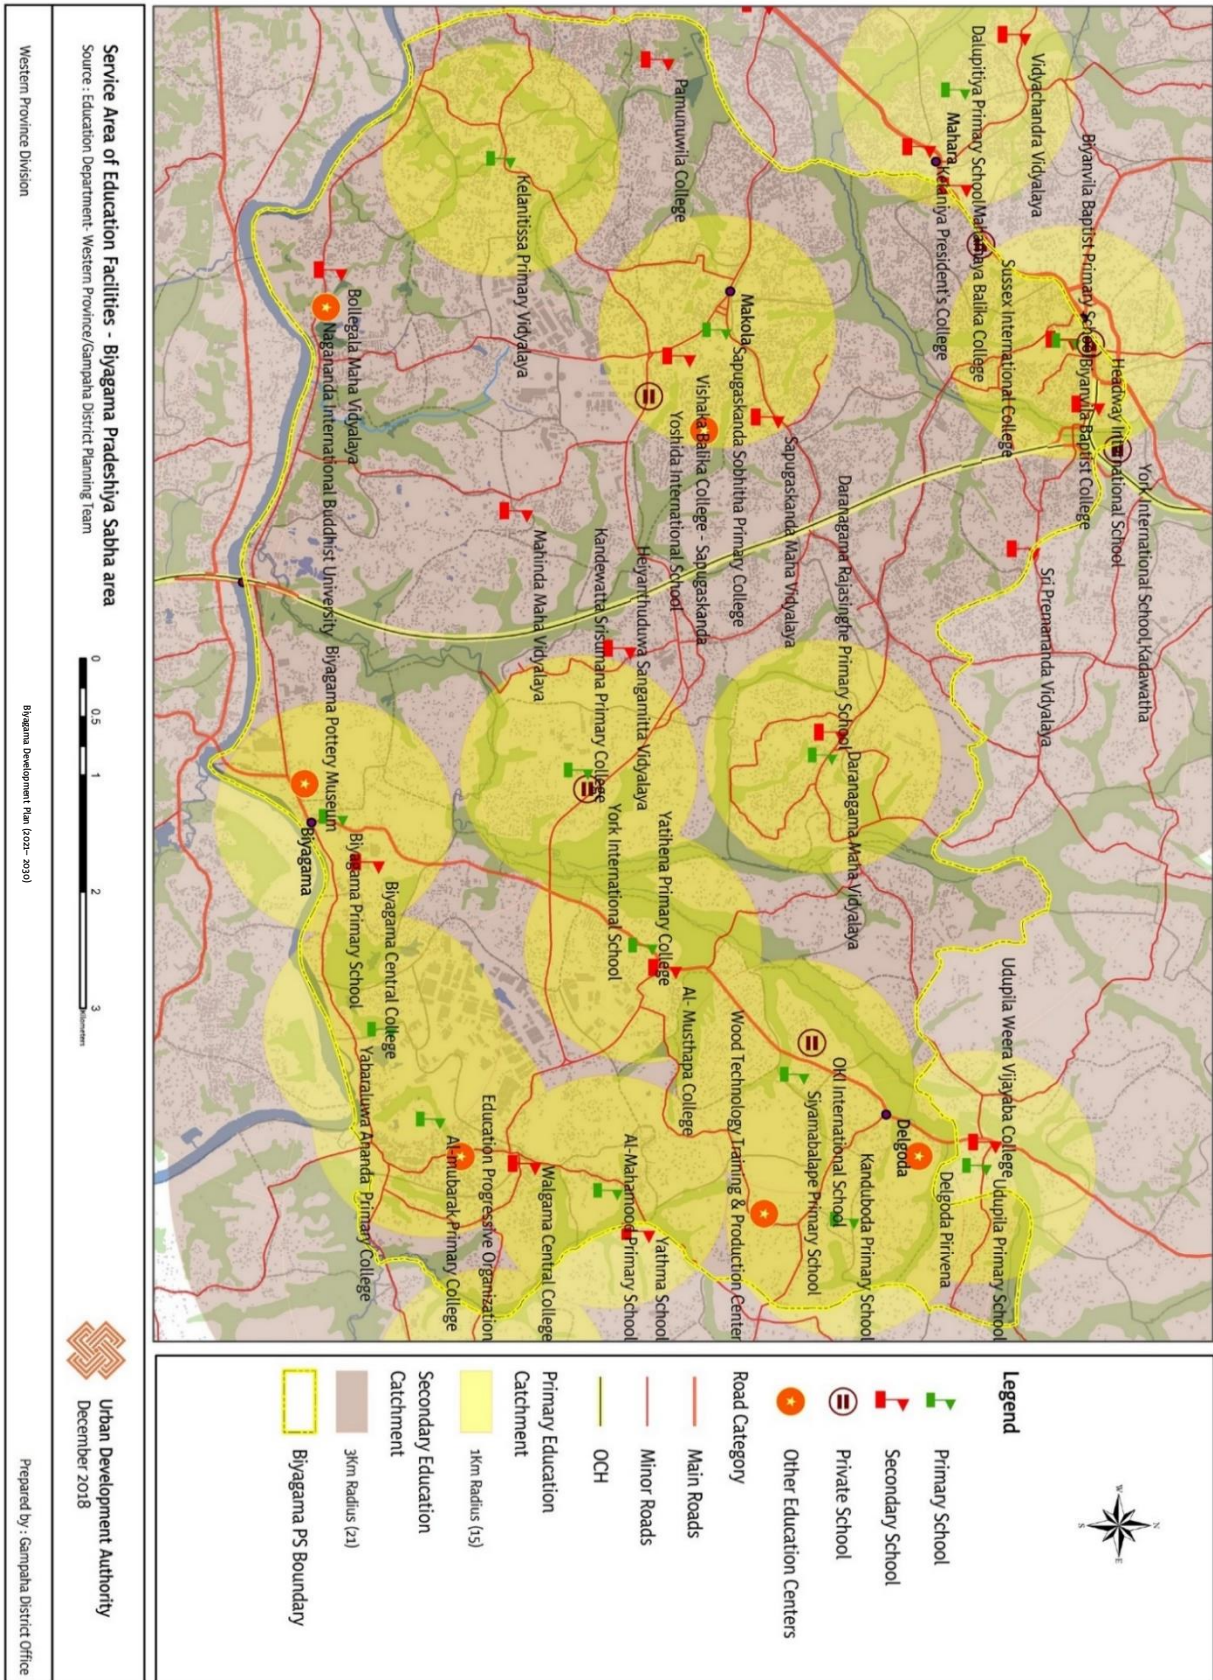 Vidyachandra Vidyalaya
Dalupitiya Primary School
Mahara
Mahamaya Balika College
Kelaniya President's College
Pamunuwila College
Biyanvila Baptist Primary School
Sussex International College
Headway International School
Biyanvila Baptist College
York International School,Kadawatha
Kelanitissa Primary Vidyalaya
Makola
Sapugaskanda Sobhitha Primary College
Vishaka Balika College - Sapugaskanda
Yoshida International School
Sapugaskanda Maha Vidyalaya
Daranagama Rajasinghe Primary School
Daranagama Maha Vidyalaya
Sri Premananda Vidyalaya
Bollegala Maha Vidyalaya
Nagananda International Buddhist University
Mahinda Maha Vidyalaya
Heiyanthuduwa Sangamitta Vidyalaya
Kandewatta Srisumana Primary College
York International School
Yatihena Primary College
Al- Musthapa College
Biyagama Pottery Museum
Biyagama
Biyagama Primary School
Biyagama Central College
Yabaraluwa Ananda Primary College
Al-mubarak Primary College
Education Progressive Organization
Walgama Central College
Al-Mahamood Primary School
Yathma School
Wood Technology Training & Production Center
Siyamabalape Primary School
OKI International School
Kanduboda Primary School
Delgoda
Delgoda Pirivena
Udupila Weera Vijayaba College
Udupila Primary School
N
W
E
S
Legend
Primary School
Secondary School
Private School
Other Education Centers
Road Category
Main Roads
Minor Roads
OCH
Primary Education
Catchment
1Km Radius (15)
Secondary Education
Catchment
3Km Radius (21)
Biyagama PS Boundary
Service Area of Education Facilities - Biyagama Pradeshiya Sabha area
Source : Education Department- Western Province/Gampaha District Planning Team
0 0.5 1 2 3
Kilometers
Urban Development Authority
December 2018
Western Province Division
Biyagama Development Plan (2021– 2030)
Prepared by : Gampaha District Office